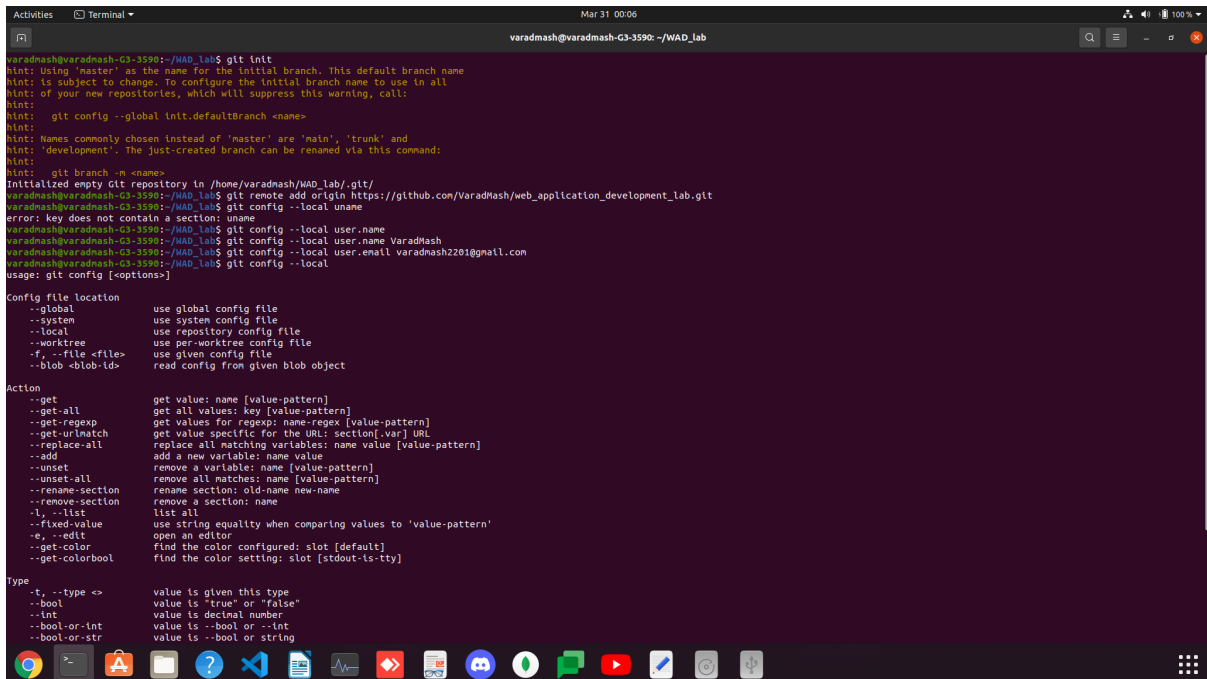 Activities
Terminal
Mar 31 00:06
100 %
varadmash@varadmash-G3-3590: ~/WAD_lab
varadmash@varadmash-G3-3590:~/WAD_lab$ git init
hint: Using 'master' as the name for the initial branch. This default branch name
hint: is subject to change. To configure the initial branch name to use in all
hint: of your new repositories, which will suppress this warning, call:
hint:
hint:   git config --global init.defaultBranch <name>
hint:
hint: Names commonly chosen instead of 'master' are 'main', 'trunk' and
hint: 'development'. The just-created branch can be renamed via this command:
hint:
hint:   git branch -m <name>
Initialized empty Git repository in /home/varadmash/WAD_lab/.git/
varadmash@varadmash-G3-3590:~/WAD_lab$ git remote add origin https://github.com/VaradMash/web_application_development_lab.git
varadmash@varadmash-G3-3590:~/WAD_lab$ git config --local uname
error: key does not contain a section: uname
varadmash@varadmash-G3-3590:~/WAD_lab$ git config --local user.name
varadmash@varadmash-G3-3590:~/WAD_lab$ git config --local user.name VaradMash
varadmash@varadmash-G3-3590:~/WAD_lab$ git config --local user.email varadmash2201@gmail.com
varadmash@varadmash-G3-3590:~/WAD_lab$ git config --local
usage: git config [<options>]
Config file location
    --global              use global config file
    --system              use system config file
    --local               use repository config file
    --worktree            use per-worktree config file
    -f, --file <file>     use given config file
    --blob <blob-id>      read config from given blob object
Action
    --get                 get value: name [value-pattern]
    --get-all             get all values: key [value-pattern]
    --get-regexp          get values for regexp: name-regex [value-pattern]
    --get-urlmatch        get value specific for the URL: section[.var] URL
    --replace-all         replace all matching variables: name value [value-pattern]
    --add                 add a new variable: name value
    --unset               remove a variable: name [value-pattern]
    --unset-all           remove all matches: name [value-pattern]
    --rename-section      rename section: old-name new-name
    --remove-section      remove a section: name
    -l, --list            list all
    --fixed-value         use string equality when comparing values to 'value-pattern'
    -e, --edit            open an editor
    --get-color           find the color configured: slot [default]
    --get-colorbool       find the color setting: slot [stdout-is-tty]
Type
    -t, --type <>         value is given this type
    --bool                value is "true" or "false"
    --int                 value is decimal number
    --bool-or-int         value is --bool or --int
    --bool-or-str         value is --bool or string